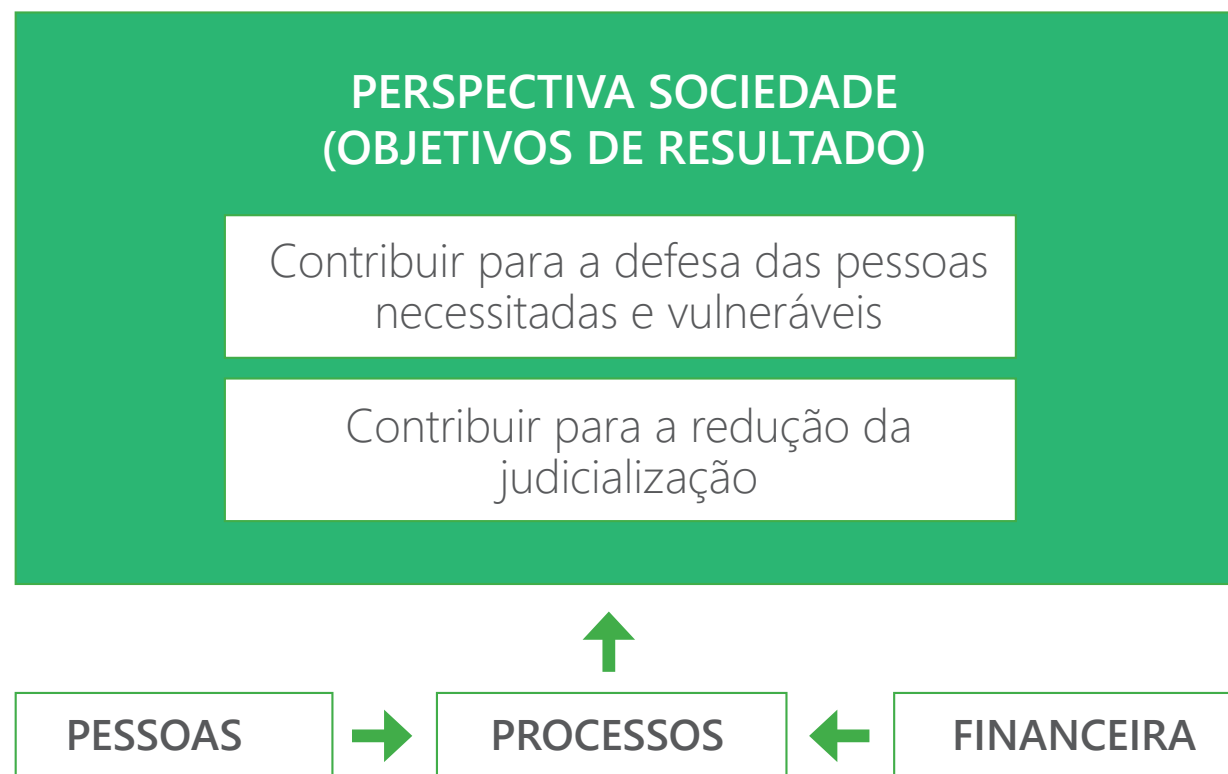 PERSPECTIVA SOCIEDADE
(OBJETIVOS DE RESULTADO)
Contribuir para a defesa das pessoas
necessitadas e vulneráveis
Contribuir para a redução da
judicialização
PESSOAS
PROCESSOS
FINANCEIRA